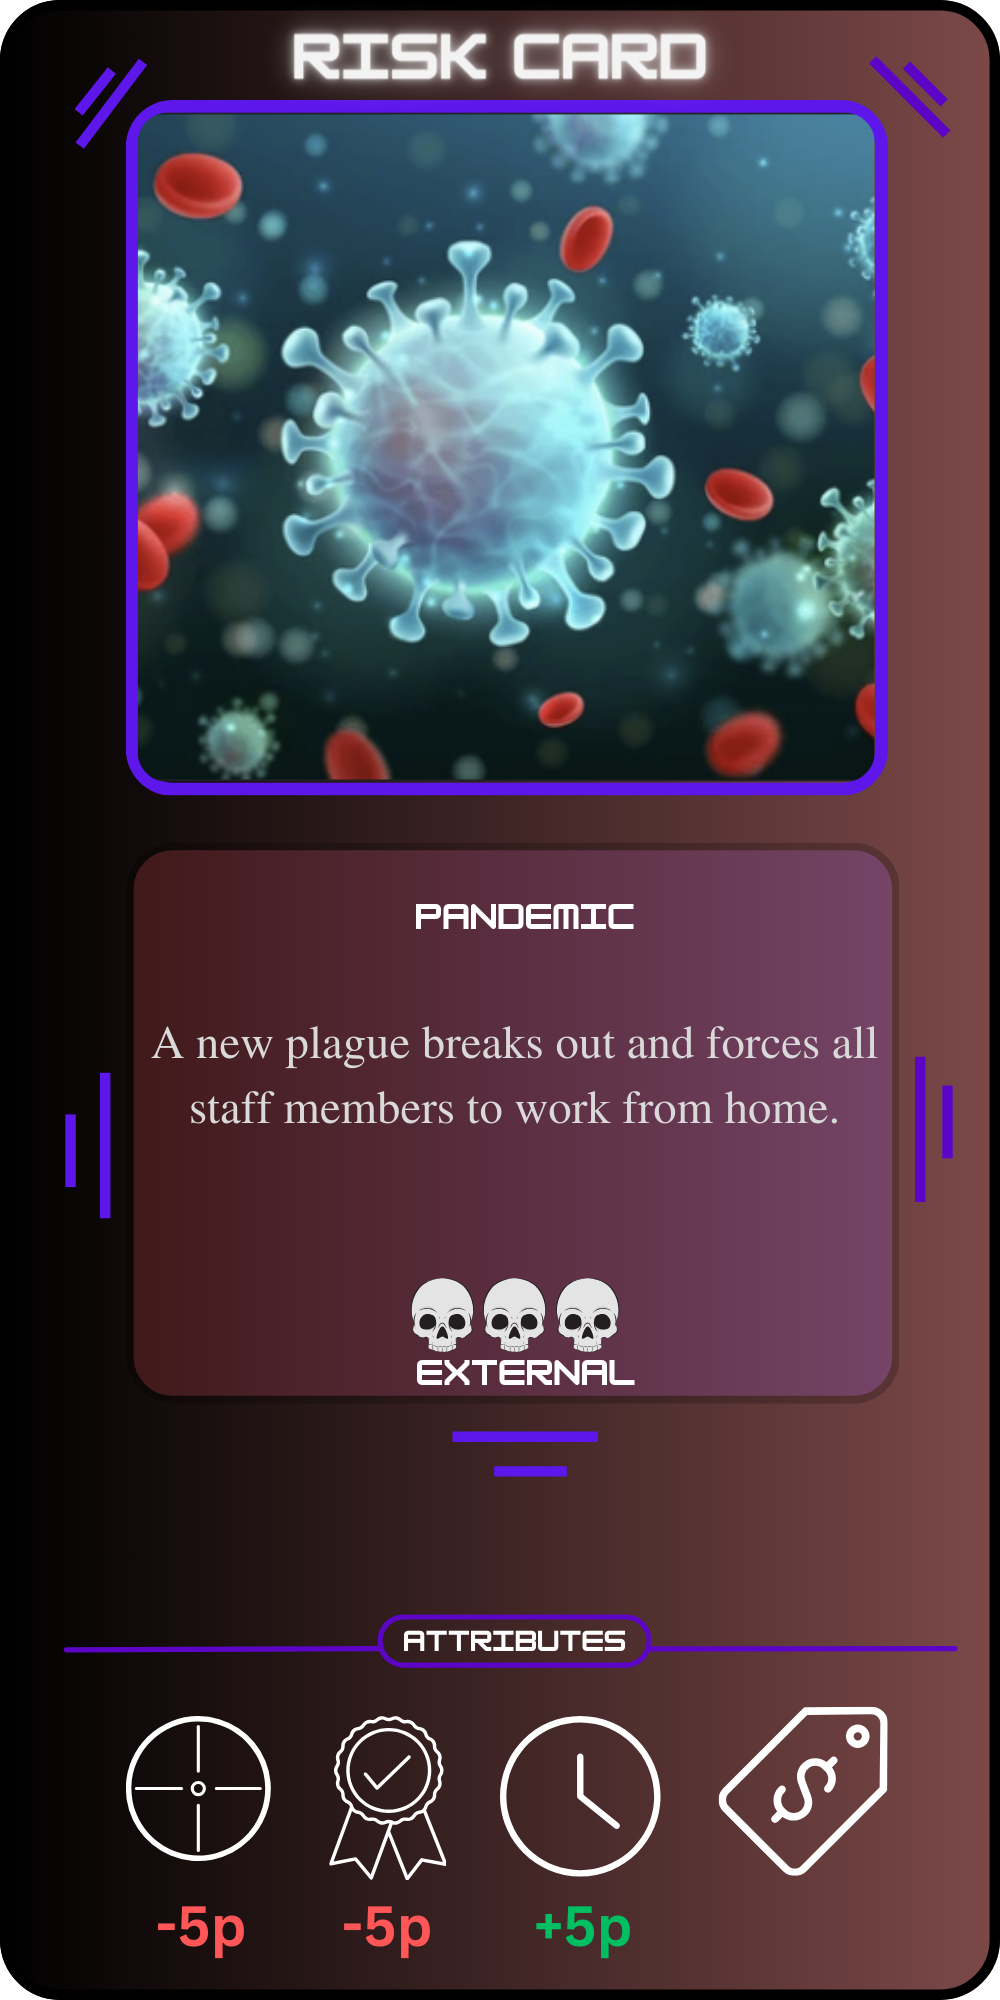 RISK CARD
PANDEMIC
A new plague breaks out and forces all
staff members to work from home.
EXTERNAL
ATTRIBUTES
$
-5p -5p +5p